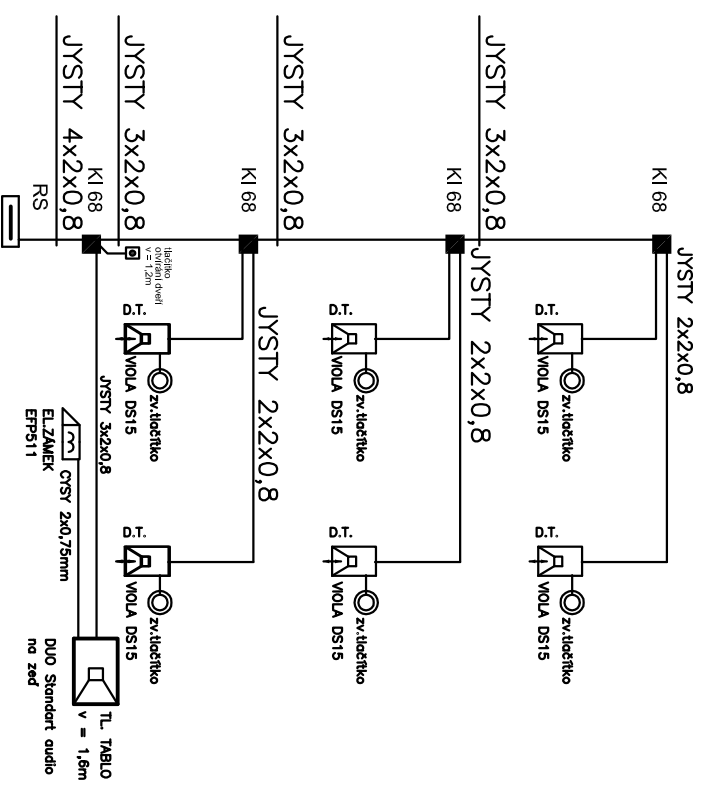 KI 68
JYSTY 2x2x0,8
D.T.
VIOLA DS15
zv.tlačítko
D.T.
VIOLA DS15
zv.tlačítko
JYSTY 3x2x0,8
KI 68
JYSTY 2x2x0,8
D.T.
VIOLA DS15
zv.tlačítko
D.T.
VIOLA DS15
zv.tlačítko
JYSTY 3x2x0,8
KI 68
JYSTY 2x2x0,8
D.T.
VIOLA DS15
zv.tlačítko
D.T.
VIOLA DS15
zv.tlačítko
JYSTY 3x2x0,8
tlačítko
otvírání dveří
v = 1,2m
KI 68
JYSTY 3x2x0,8
JYSTY 4x2x0,8
RS
EL.ZÁMEK
EFP511
CYSY 2x0,75mm
TL. TABLO
v = 1,6m
DUO Standart audio
na zeď